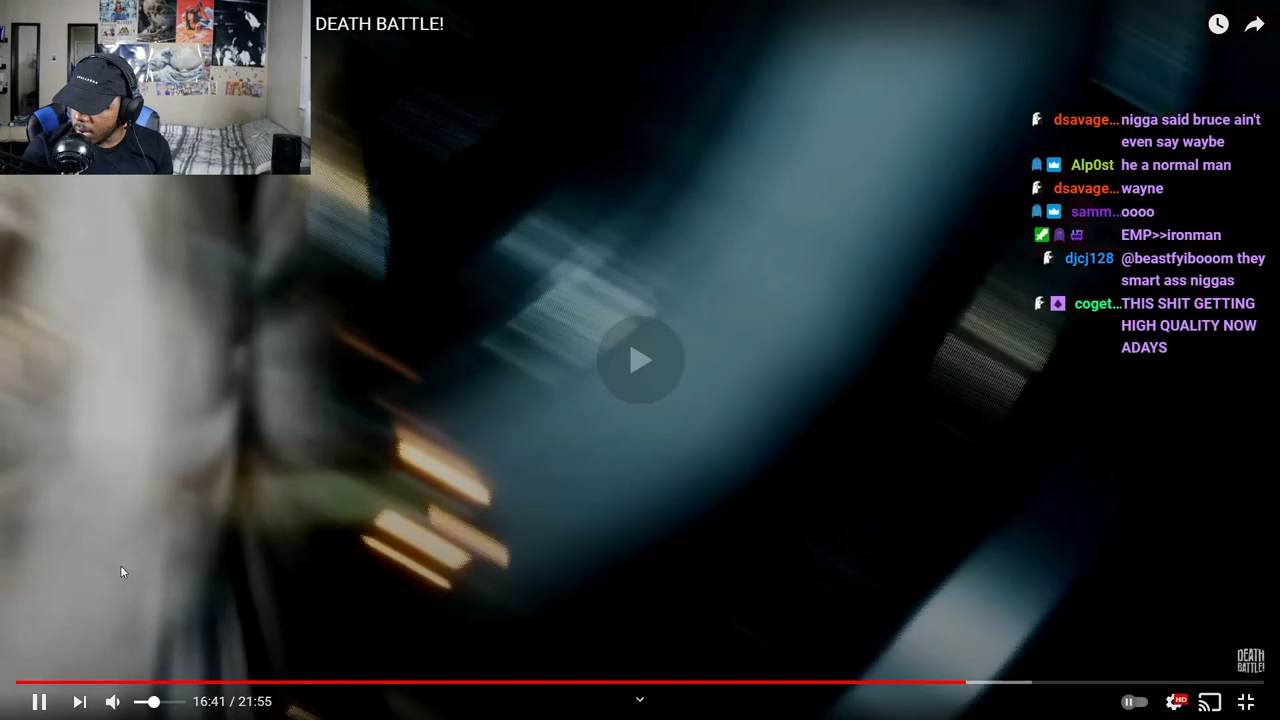 DEATH BATTLE!
dsavage... nigga said bruce ain't
even say waybe
Alp0st he a normal man
dsavage... wayne
samm... oooo
EMP>>ironman
djcj128 @beastfyibooom they
smart ass niggas
coget... THIS SHIT GETTING
HIGH QUALITY NOW
ADAYS
DEATH
BATTLE!
16:41 / 21:55
HD